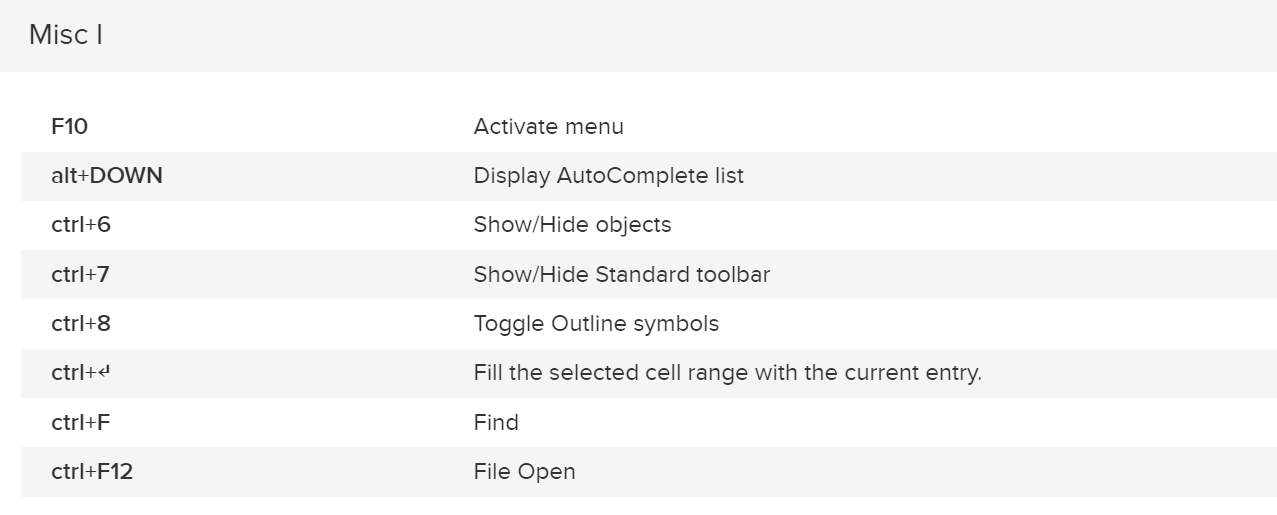 Misc I
F10 Activate menu
alt+DOWN Display AutoComplete list
ctrl+6 Show/Hide objects
ctrl+7 Show/Hide Standard toolbar
ctrl+8 Toggle Outline symbols
ctrl+↵ Fill the selected cell range with the current entry.
ctrl+F Find
ctrl+F12 File Open